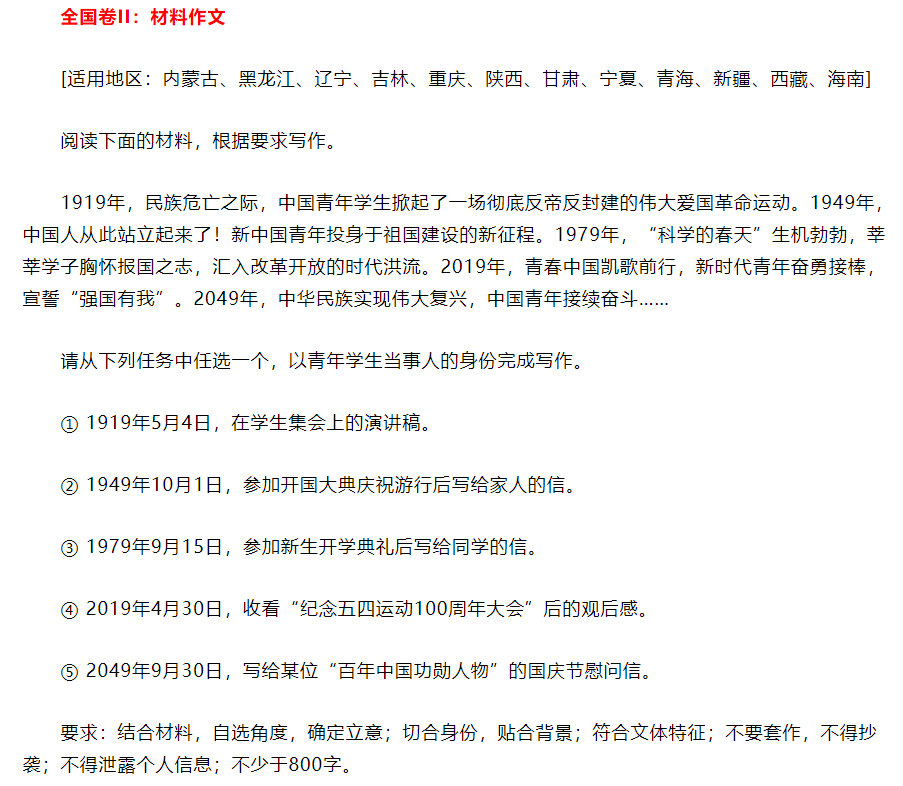 全国卷II：材料作文
[适用地区：内蒙古、黑龙江、辽宁、吉林、重庆、陕西、甘肃、宁夏、青海、新疆、西藏、海南]
阅读下面的材料，根据要求写作。
1919年，民族危亡之际，中国青年学生掀起了一场彻底反帝反封建的伟大爱国革命运动。1949年，
中国人从此站立起来了！新中国青年投身于祖国建设的新征程。1979年，“科学的春天”生机勃勃，莘
莘学子胸怀报国之志，汇入改革开放的时代洪流。2019年，青春中国凯歌前行，新时代青年奋勇接棒，
宣誓“强国有我”。2049年，中华民族实现伟大复兴，中国青年接续奋斗……
请从下列任务中任选一个，以青年学生当事人的身份完成写作。
① 1919年5月4日，在学生集会上的演讲稿。
② 1949年10月1日，参加开国大典庆祝游行后写给家人的信。
③ 1979年9月15日，参加新生开学典礼后写给同学的信。
④ 2019年4月30日，收看“纪念五四运动100周年大会”后的观后感。
⑤ 2049年9月30日，写给某位“百年中国功勋人物”的国庆节慰问信。
要求：结合材料，自选角度，确定立意；切合身份，贴合背景；符合文体特征；不要套作，不得抄
袭；不得泄露个人信息；不少于800字。